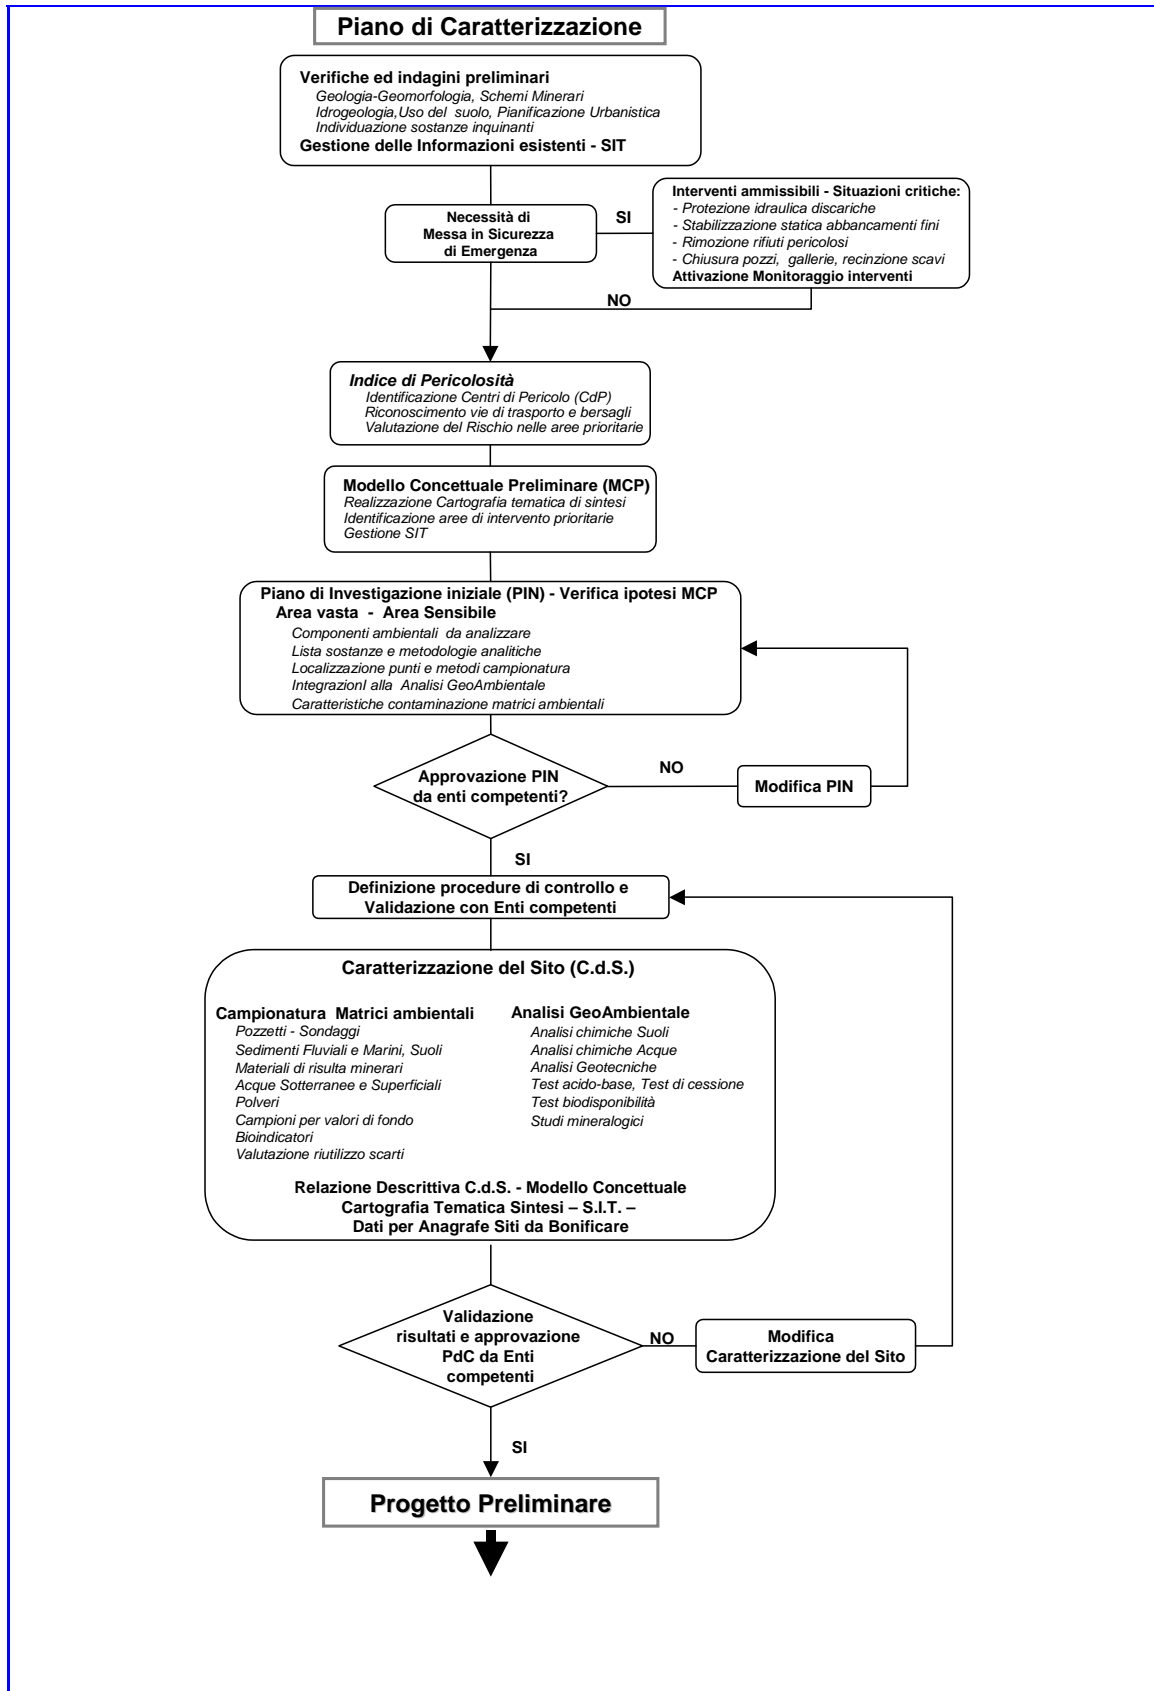 Piano di Caratterizzazione
Verifiche ed indagini preliminari
Geologia-Geomorfologia, Schemi Minerari
Idrogeologia,Uso del suolo, Pianificazione Urbanistica
Individuazione sostanze inquinanti
Gestione delle Informazioni esistenti - SIT
Necessità di
Messa in Sicurezza
di Emergenza
SI
Interventi ammissibili - Situazioni critiche:
- Protezione idraulica discariche
- Stabilizzazione statica abbancamenti fini
- Rimozione rifiuti pericolosi
- Chiusura pozzi, gallerie, recinzione scavi
Attivazione Monitoraggio interventi
NO
Indice di Pericolosità
Identificazione Centri di Pericolo (CdP)
Riconoscimento vie di trasporto e bersagli
Valutazione del Rischio nelle aree prioritarie
Modello Concettuale Preliminare (MCP)
Realizzazione Cartografia tematica di sintesi
Identificazione aree di intervento prioritarie
Gestione SIT
Piano di Investigazione iniziale (PIN) - Verifica ipotesi MCP
Area vasta - Area Sensibile
Componenti ambientali da analizzare
Lista sostanze e metodologie analitiche
Localizzazione punti e metodi campionatura
IntegrazionI alla Analisi GeoAmbientale
Caratteristiche contaminazione matrici ambientali
Approvazione PIN
da enti competenti?
NO
Modifica PIN
SI
Definizione procedure di controllo e
Validazione con Enti competenti
Caratterizzazione del Sito (C.d.S.)
Campionatura Matrici ambientali
Pozzetti - Sondaggi
Sedimenti Fluviali e Marini, Suoli
Materiali di risulta minerari
Acque Sotterranee e Superficiali
Polveri
Campioni per valori di fondo
Bioindicatori
Valutazione riutilizzo scarti
Analisi GeoAmbientale
Analisi chimiche Suoli
Analisi chimiche Acque
Analisi Geotecniche
Test acido-base, Test di cessione
Test biodisponibilità
Studi mineralogici
Relazione Descrittiva C.d.S. - Modello Concettuale
Cartografia Tematica Sintesi – S.I.T. –
Dati per Anagrafe Siti da Bonificare
Validazione
risultati e approvazione
PdC da Enti
competenti
NO
Modifica
Caratterizzazione del Sito
SI
Progetto Preliminare